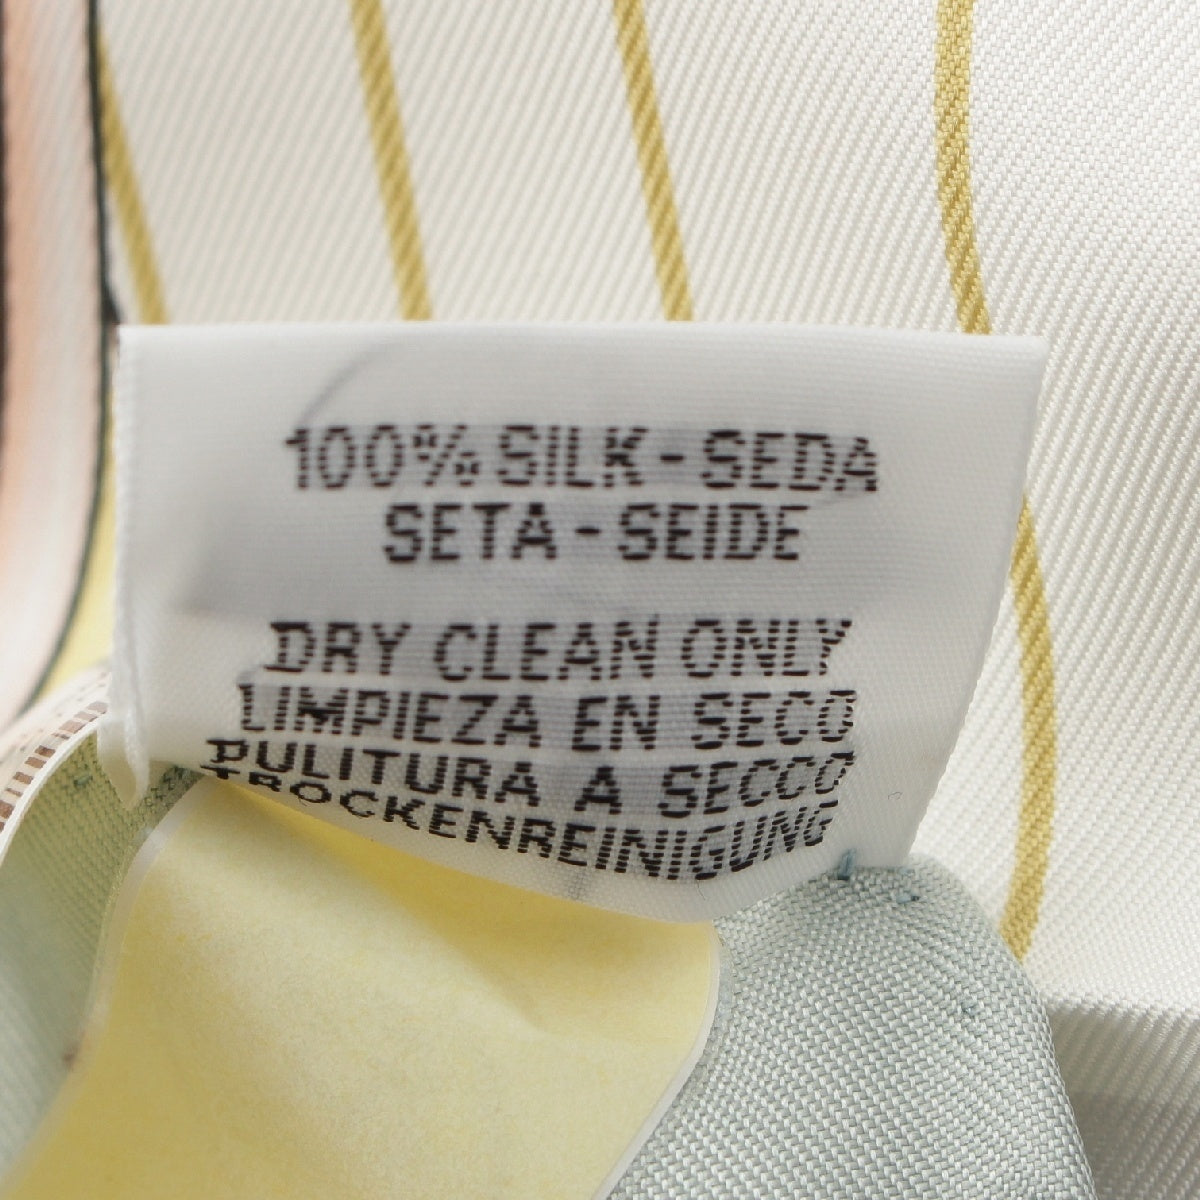 100% SILK - SEDA
SETA - SEIDE
DRY CLEAN ONLY
LIMPIEZA EN SECO
PULITURA A SECCO
TROCKENREINIGUNG